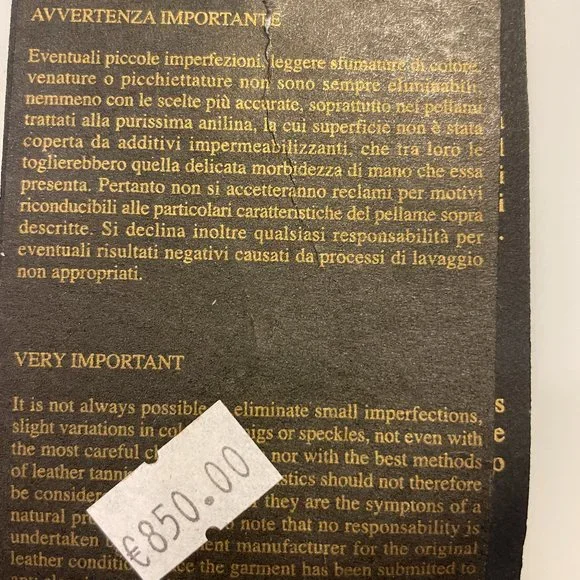 AVVERTENZA IMPORTANTE
Eventuali piccole imperfezioni, leggere sfumature di colore,
venature o picchiettature non sono sempre eliminabili
nemmeno con le scelte più accurate, soprattutto nei pellami
trattati alla purissima anilina, la cui superficie non è stata
coperta da additivi impermeabilizzanti, che tra loro le
toglierebbero quella delicata morbidezza di mano che essa
presenta. Pertanto non si accetteranno reclami per motivi
riconducibili alle particolari caratteristiche del pellame sopra
descritte. Si declina inoltre qualsiasi responsabilità per
eventuali risultati negativi causati da processi di lavaggio
non appropriati.
VERY IMPORTANT
It is not always possible eliminate small imperfections,
slight variations in or speckles, not even with
the most careful nor with the best methods
of leather should not therefore
be they are the symptons of a
natural note that no responsability is
undertaken manufacturer for the original
leather the garment has been submitted to
€850.00